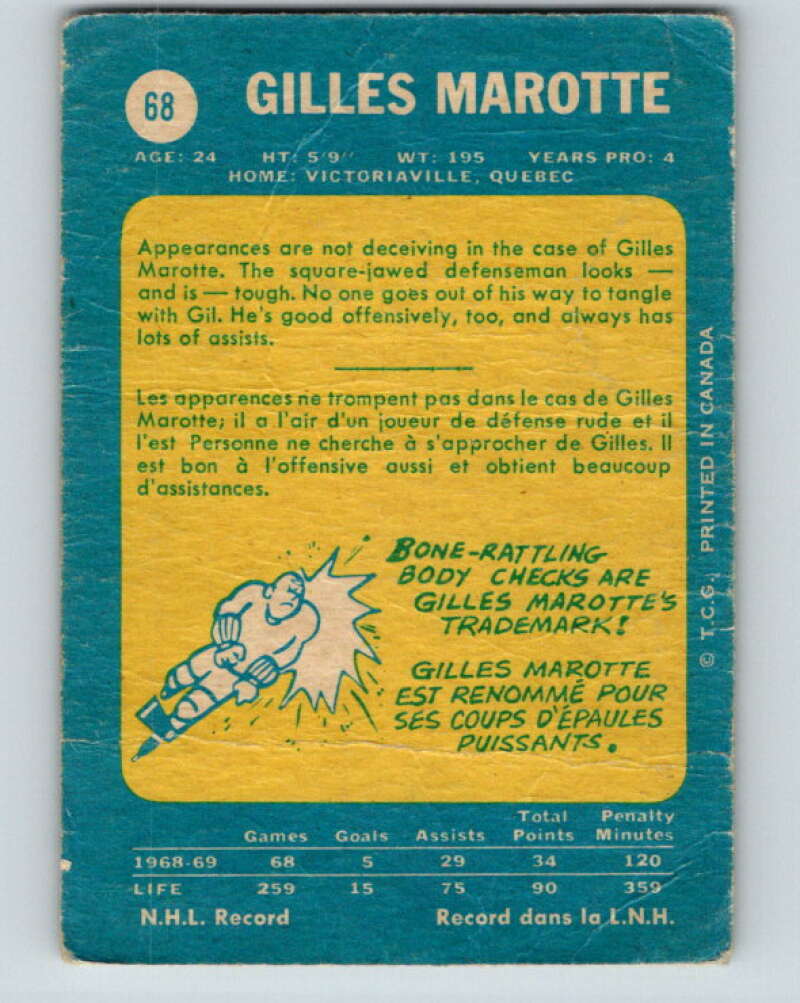 68
GILLES MAROTTE
AGE: 24 HT: 5'9" WT: 195 YEARS PRO: 4
HOME: VICTORIAVILLE, QUEBEC
Appearances are not deceiving in the case of Gilles
Marotte. The square-jawed defenseman looks —
and is — tough. No one goes out of his way to tangle
with Gil. He's good offensively, too, and always has
lots of assists.
Les apparences ne trompent pas dans le cas de Gilles
Marotte; il a l'air d'un joueur de défense rude et il
l'est Personne ne cherche à s'approcher de Gilles. Il
est bon à l'offensive aussi et obtient beaucoup
d'assistances.
BONE-RATTLING
BODY CHECKS ARE
GILLES MAROTTE'S
TRADEMARK!
GILLES MAROTTE
EST RENOMMÉ POUR
SES COUPS D'ÉPAULES
PUISSANTS.
© T.C.G. PRINTED IN CANADA
Total Penalty
Games Goals Assists Points Minutes
1968-69 68 5 29 34 120
LIFE 259 15 75 90 359
N.H.L. Record Record dans la L.N.H.